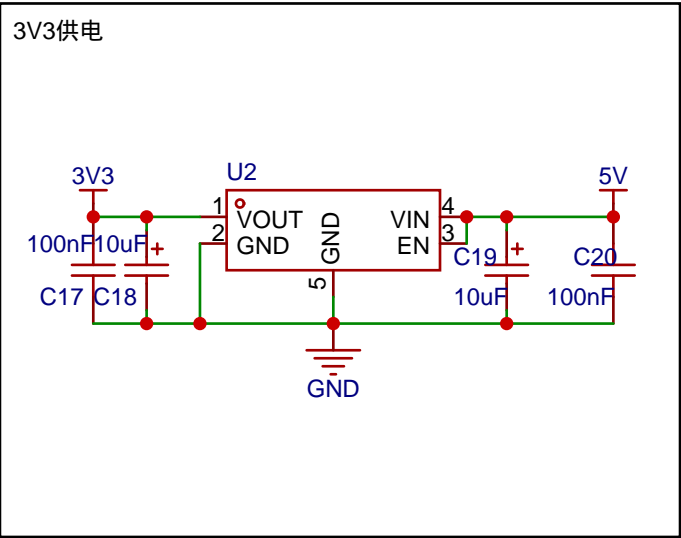 3V3供电
3V3
U2
5V
1
VOUT
GND
VIN
4
2
GND
EN
3
100nF
10uF
+
+
C19
C20
5
C17
C18
10uF
100nF
GND